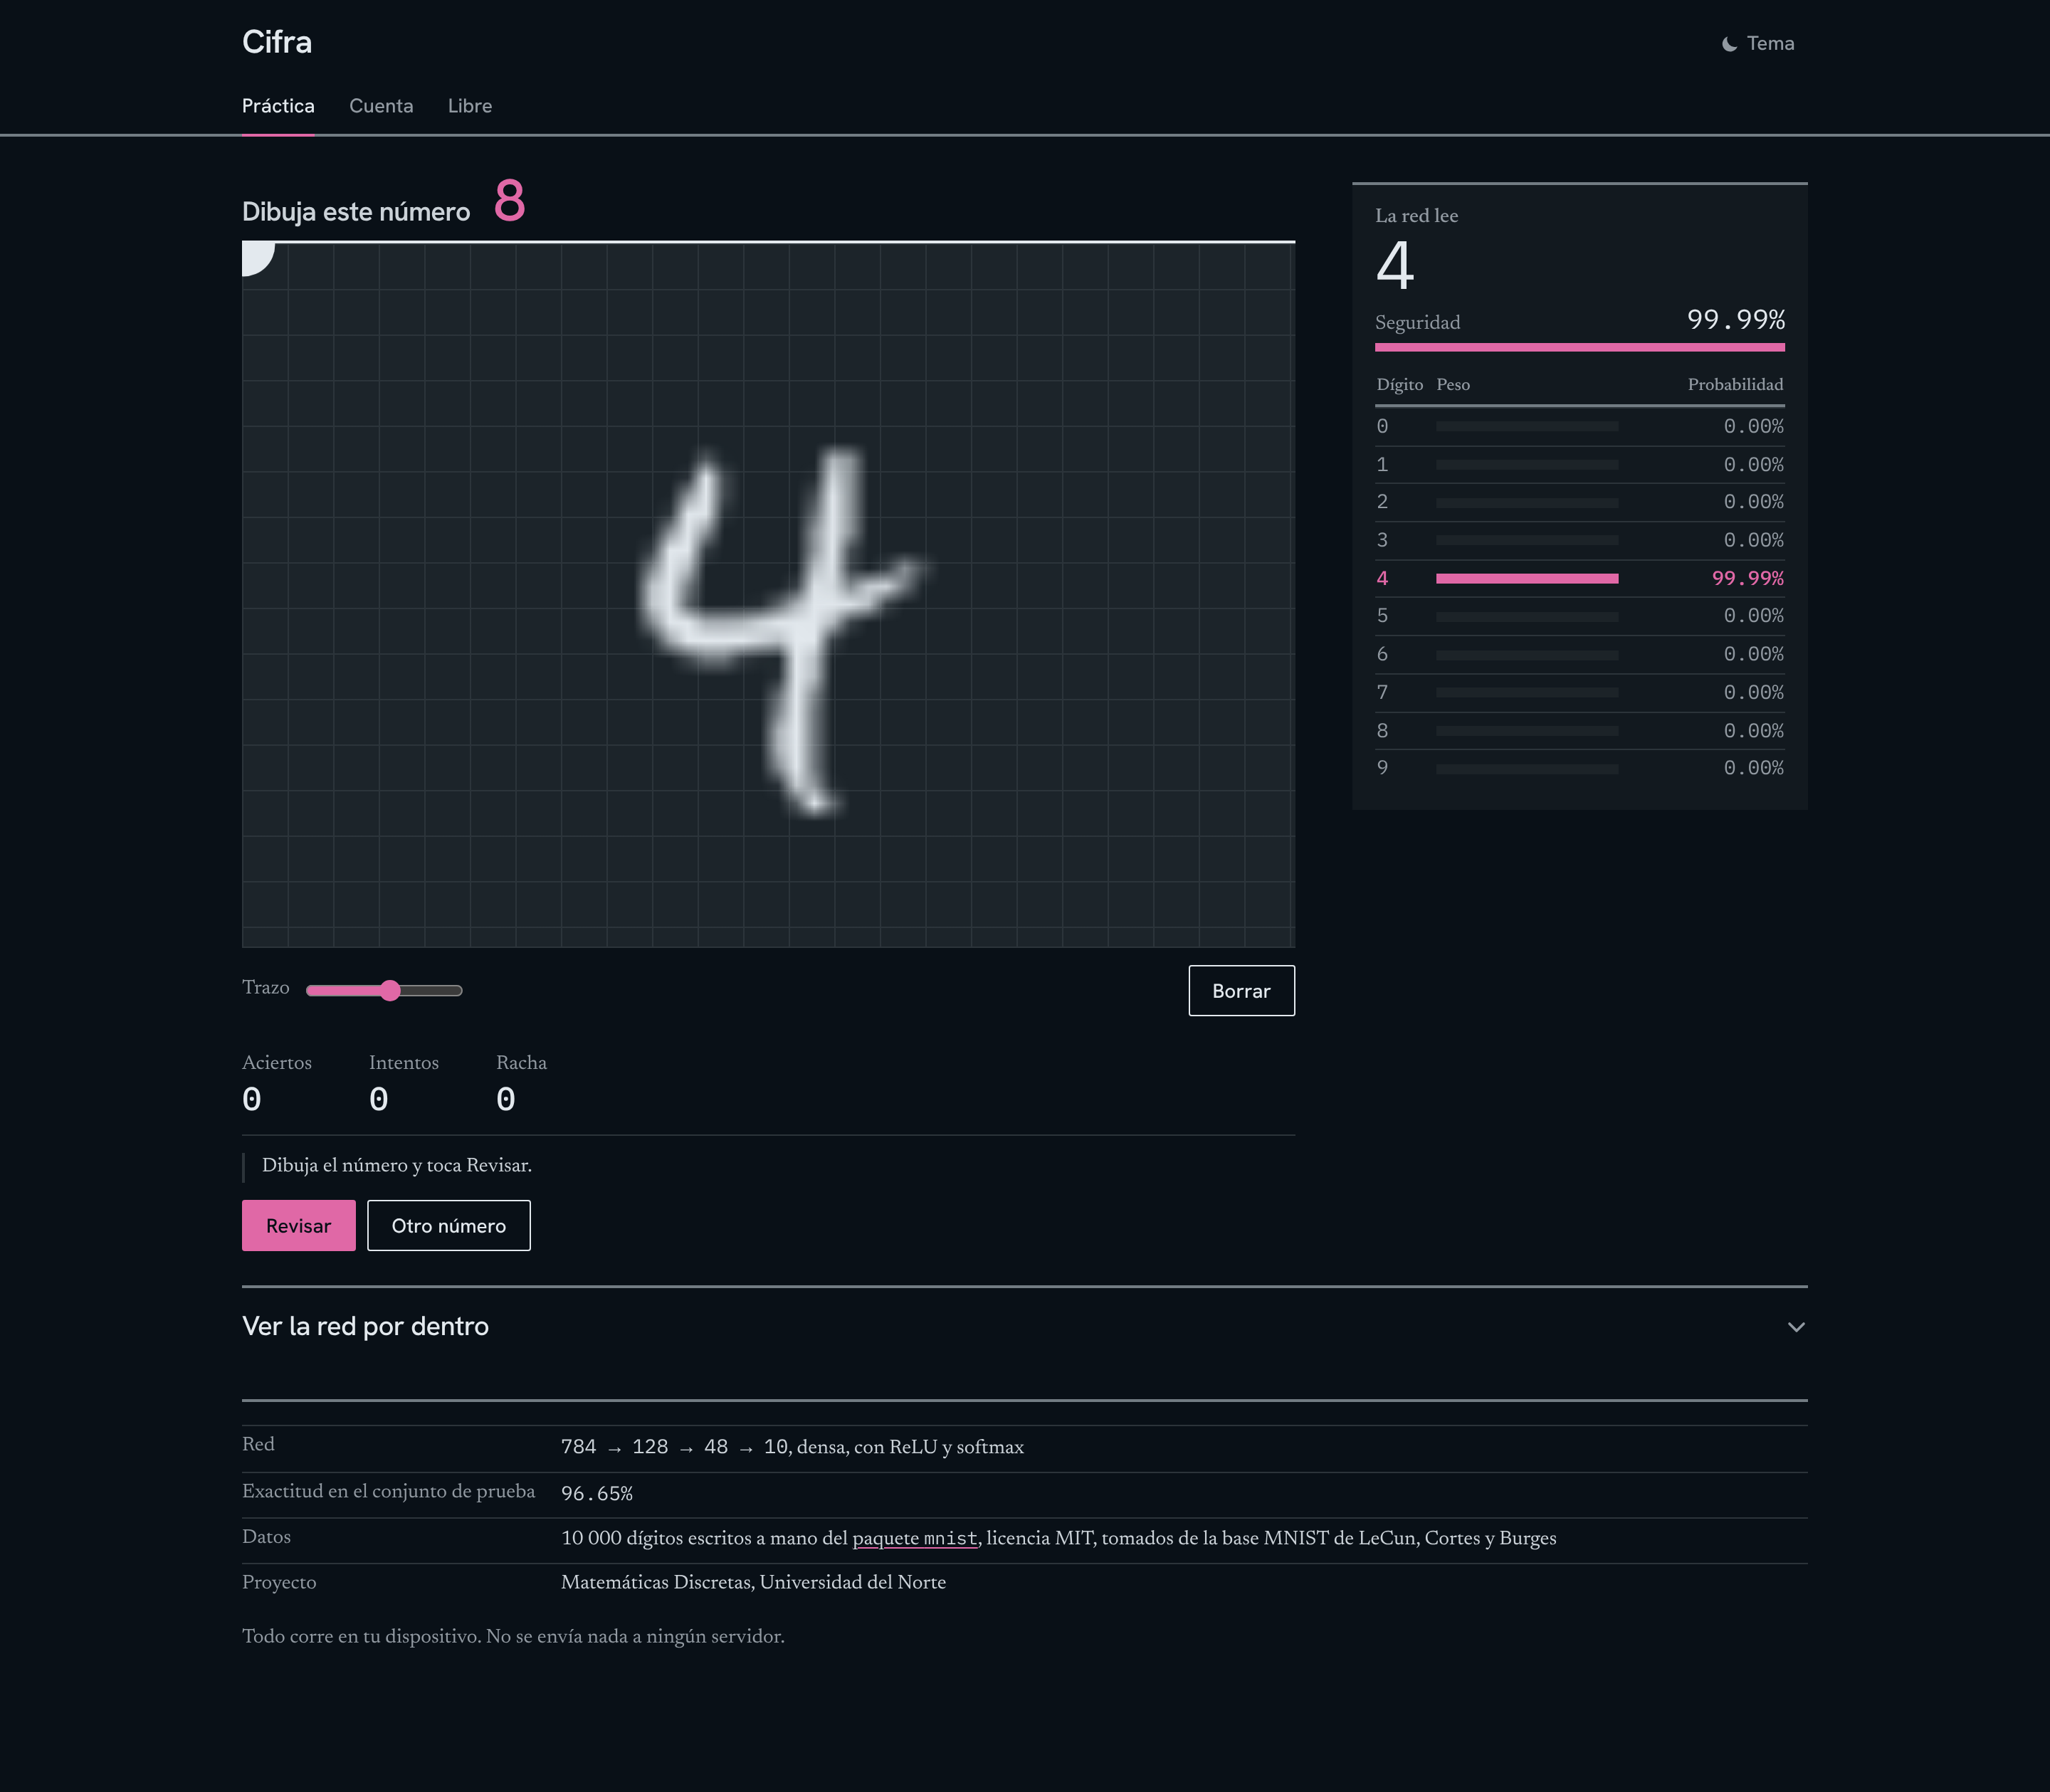 Cifra
Tema
Práctica Cuenta Libre
Dibuja este número 8
4
Trazo
Borrar
Aciertos Intentos Racha
0 0 0
Dibuja el número y toca Revisar.
Revisar Otro número
La red lee
4
Seguridad 99.99%
Dígito Peso Probabilidad
0 0.00%
1 0.00%
2 0.00%
3 0.00%
4 99.99%
5 0.00%
6 0.00%
7 0.00%
8 0.00%
9 0.00%
Ver la red por dentro
Red 784 → 128 → 48 → 10, densa, con ReLU y softmax
Exactitud en el conjunto de prueba 96.65%
Datos 10 000 dígitos escritos a mano del paquete mnist, licencia MIT, tomados de la base MNIST de LeCun, Cortes y Burges
Proyecto Matemáticas Discretas, Universidad del Norte
Todo corre en tu dispositivo. No se envía nada a ningún servidor.